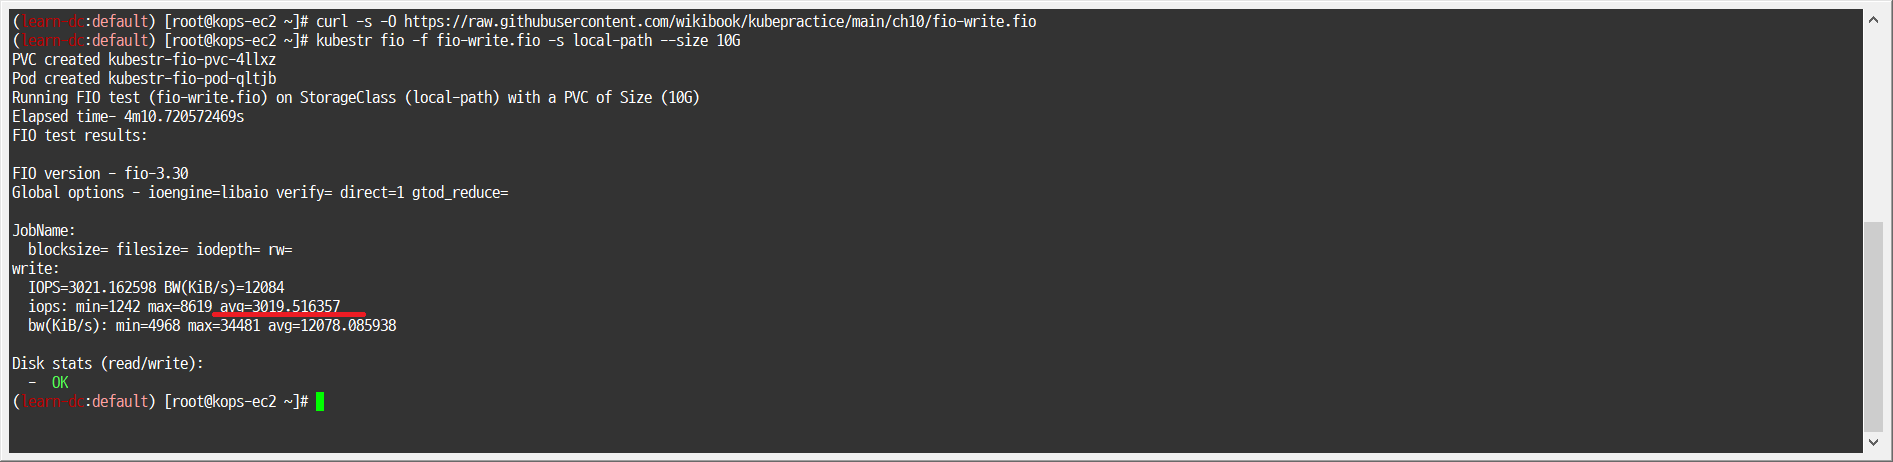 (learn-dc:default) [root@kops-ec2 ~]# curl -s -O https://raw.githubusercontent.com/wikibook/kubepractice/main/ch10/fio-write.fio
(learn-dc:default) [root@kops-ec2 ~]# kubestr fio -f fio-write.fio -s local-path --size 10G
PVC created kubestr-fio-pvc-4llxz
Pod created kubestr-fio-pod-qltjb
Running FIO test (fio-write.fio) on StorageClass (local-path) with a PVC of Size (10G)
Elapsed time- 4m10.720572469s
FIO test results:
FIO version - fio-3.30
Global options - ioengine=libaio verify= direct=1 gtod_reduce=
JobName:
blocksize= filesize= iodepth= rw=
write:
IOPS=3021.162598 BW(KiB/s)=12084
iops: min=1242 max=8619 avg=3019.516357
bw(KiB/s): min=4968 max=34481 avg=12078.085938
Disk stats (read/write):
- OK
(learn-dc:default) [root@kops-ec2 ~]#